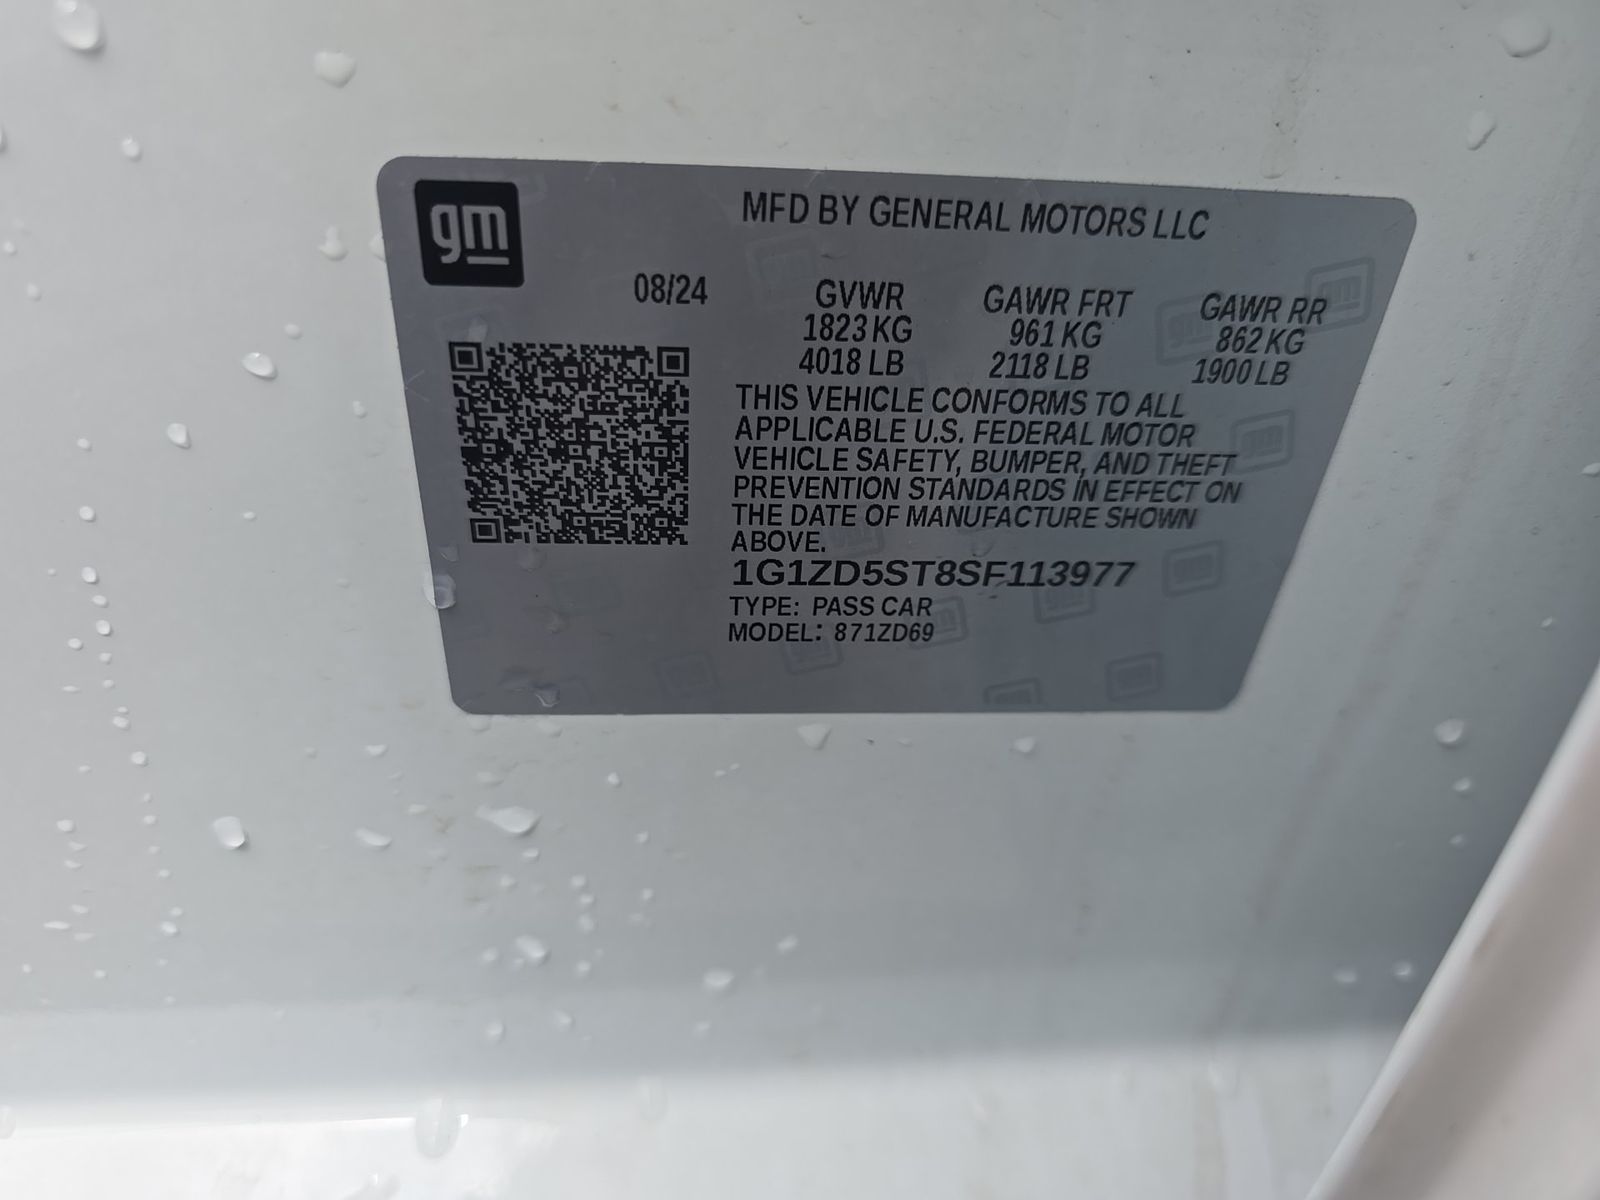 gm
MFD BY GENERAL MOTORS LLC
08/24 GVWR GAWR FRT GAWR RR
1823 KG 961 KG 862 KG
4018 LB 2118 LB 1900 LB
THIS VEHICLE CONFORMS TO ALL
APPLICABLE U.S. FEDERAL MOTOR
VEHICLE SAFETY, BUMPER, AND THEFT
PREVENTION STANDARDS IN EFFECT ON
THE DATE OF MANUFACTURE SHOWN
ABOVE.
1G1ZD5ST8SF113977
TYPE: PASS CAR
MODEL: 871ZD69